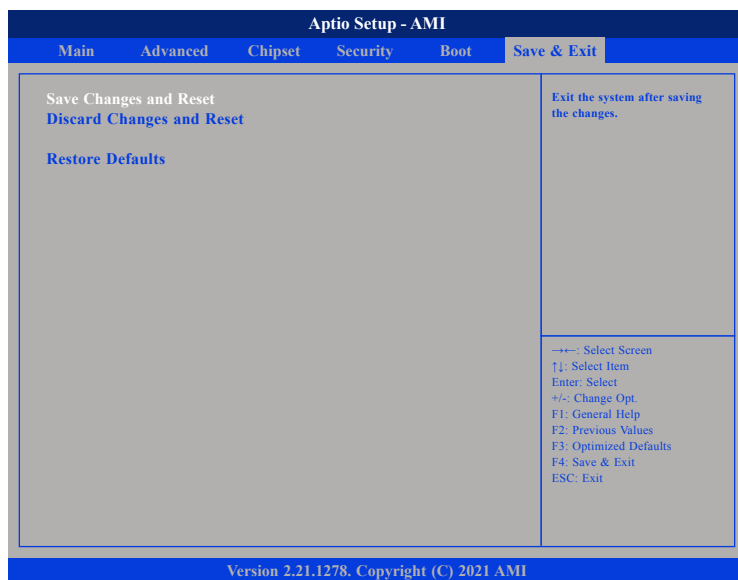 Aptio Setup - AMI
Main Advanced Chipset Security Boot Save & Exit
Save Changes and Reset
Discard Changes and Reset
Restore Defaults
Exit the system after saving
the changes.
→←: Select Screen
↑↓: Select Item
Enter: Select
+/-: Change Opt.
F1: General Help
F2: Previous Values
F3: Optimized Defaults
F4: Save & Exit
ESC: Exit
Version 2.21.1278. Copyright (C) 2021 AMI